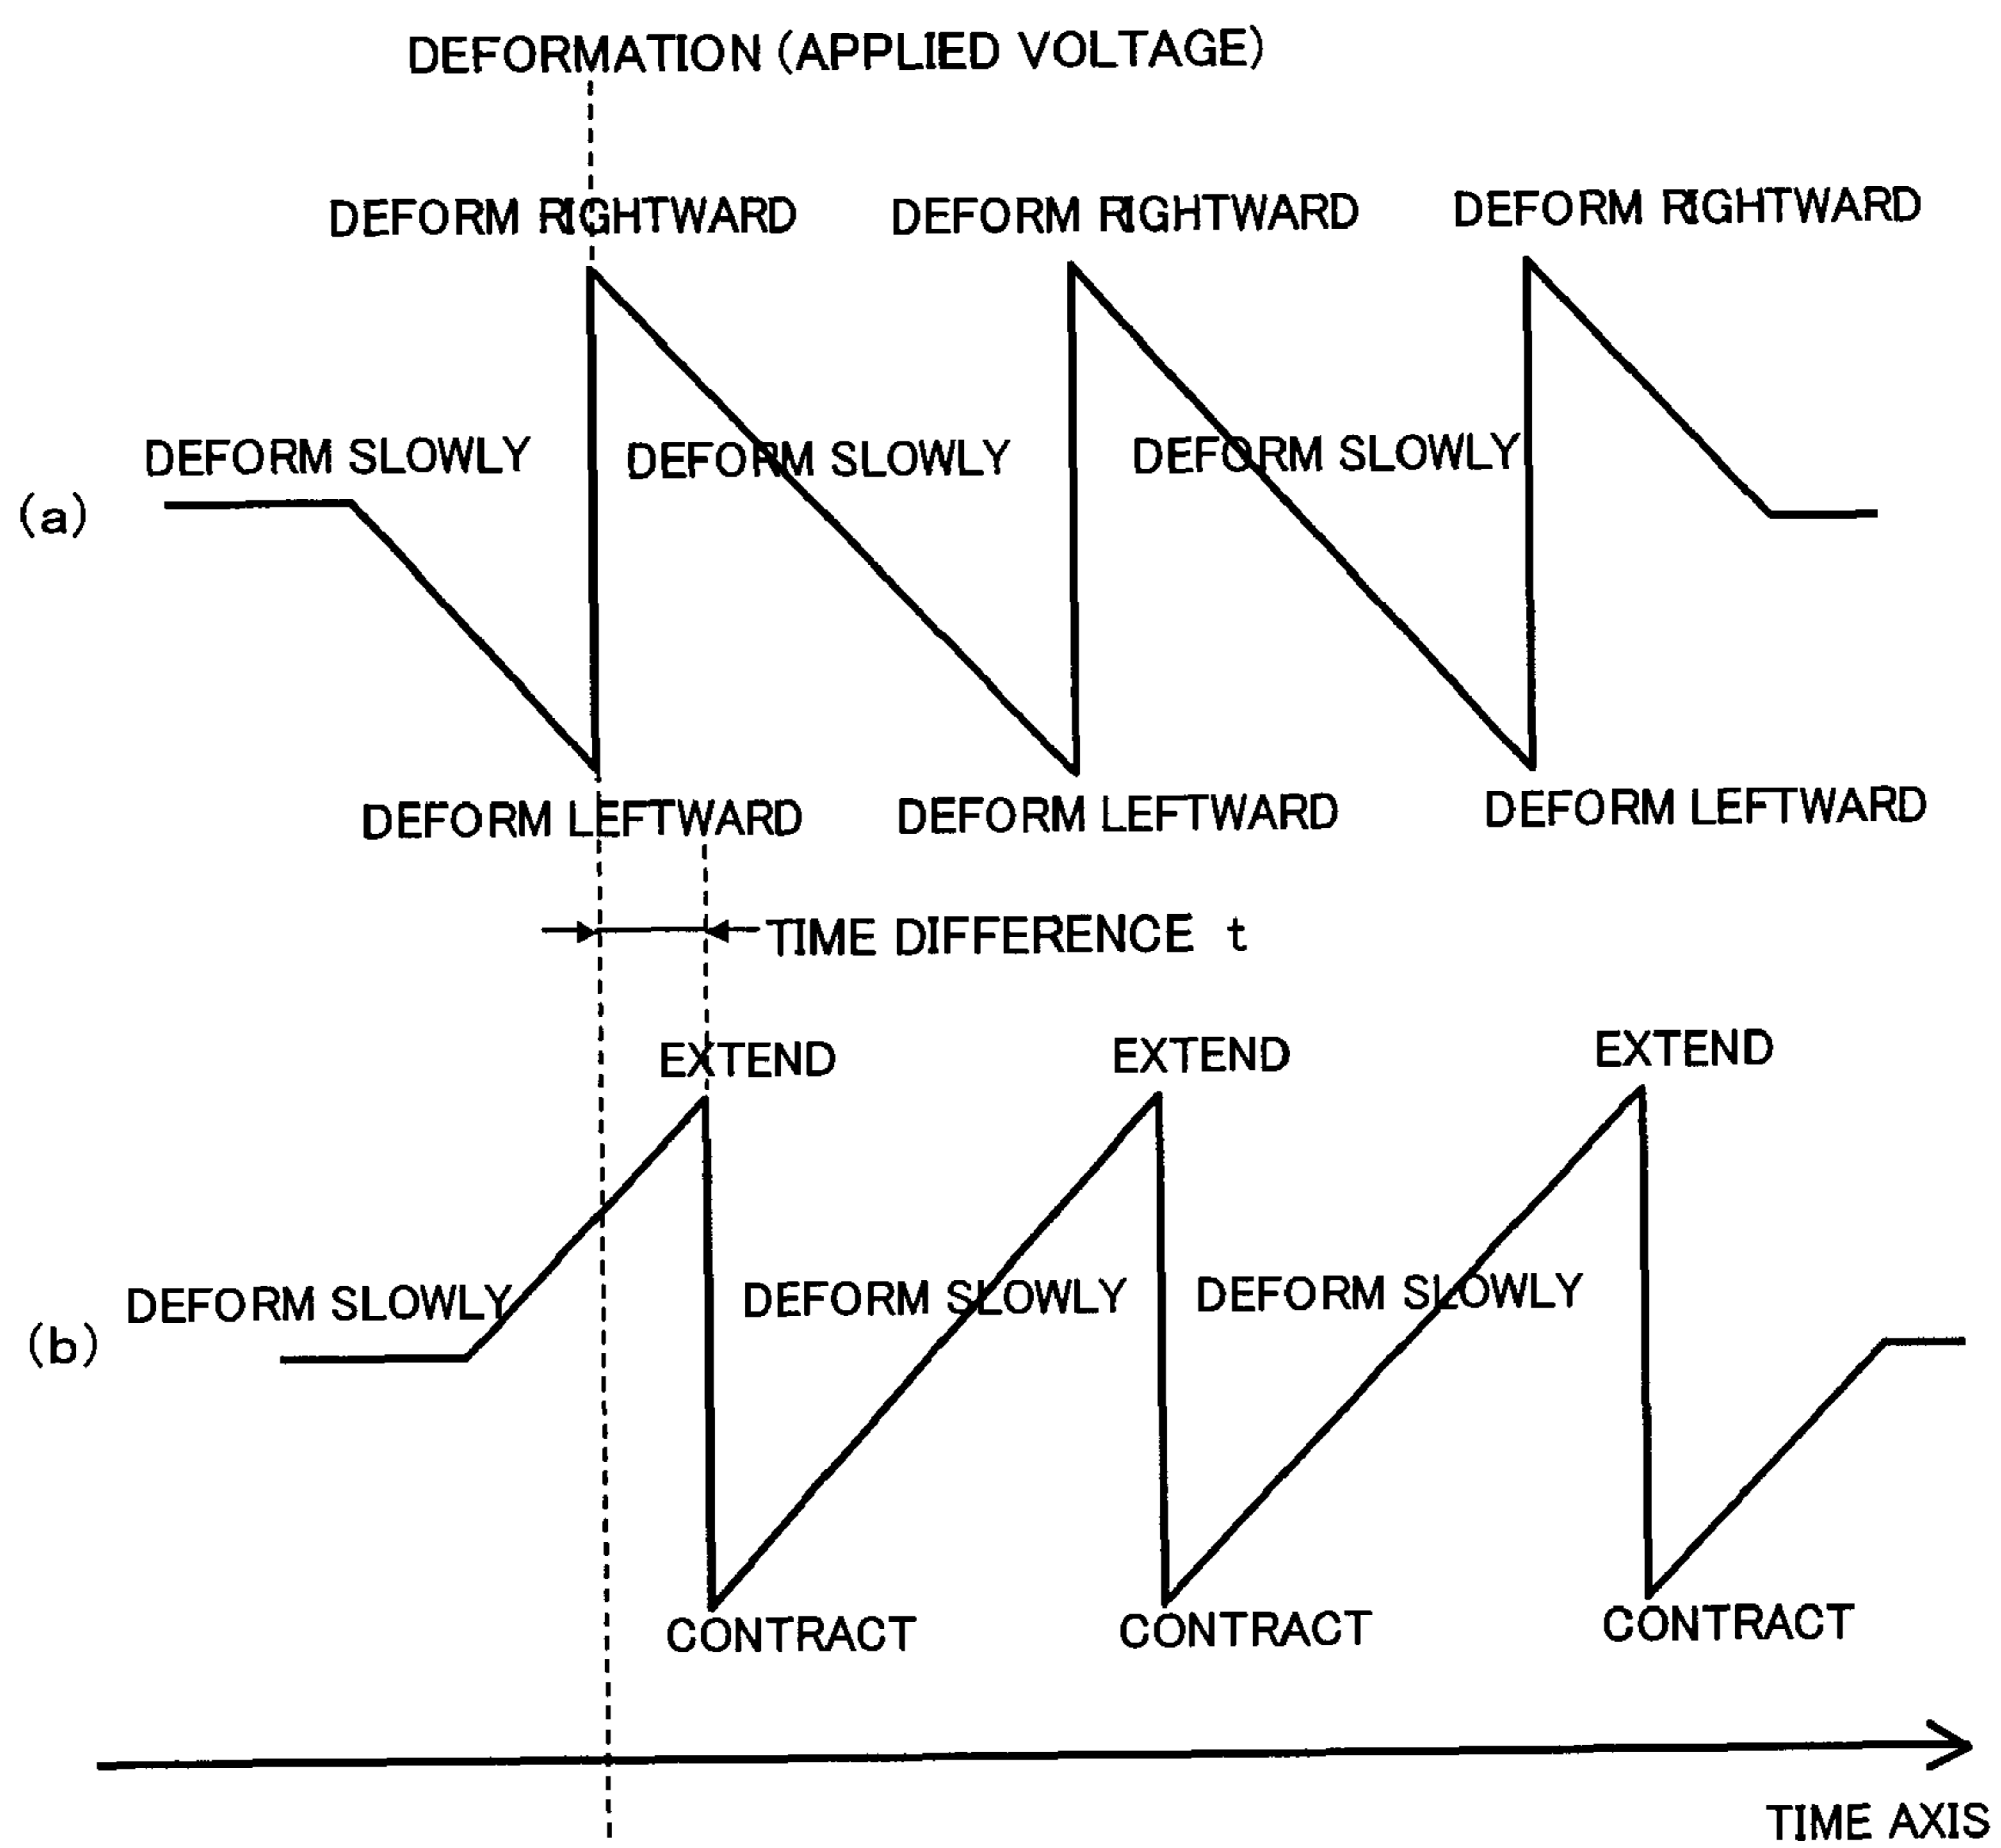 DEFORMATION (APPLIED VOLTAGE)
DEFORM RIGHTWARD DEFORM RIGHTWARD DEFORM RIGHTWARD
DEFORM SLOWLY DEFORM SLOWLY DEFORM SLOWLY
(a)
DEFORM LEFTWARD DEFORM LEFTWARD DEFORM LEFTWARD
TIME DIFFERENCE t
EXTEND EXTEND EXTEND
DEFORM SLOWLY DEFORM SLOWLY DEFORM SLOWLY
(b)
CONTRACT CONTRACT CONTRACT
TIME AXIS